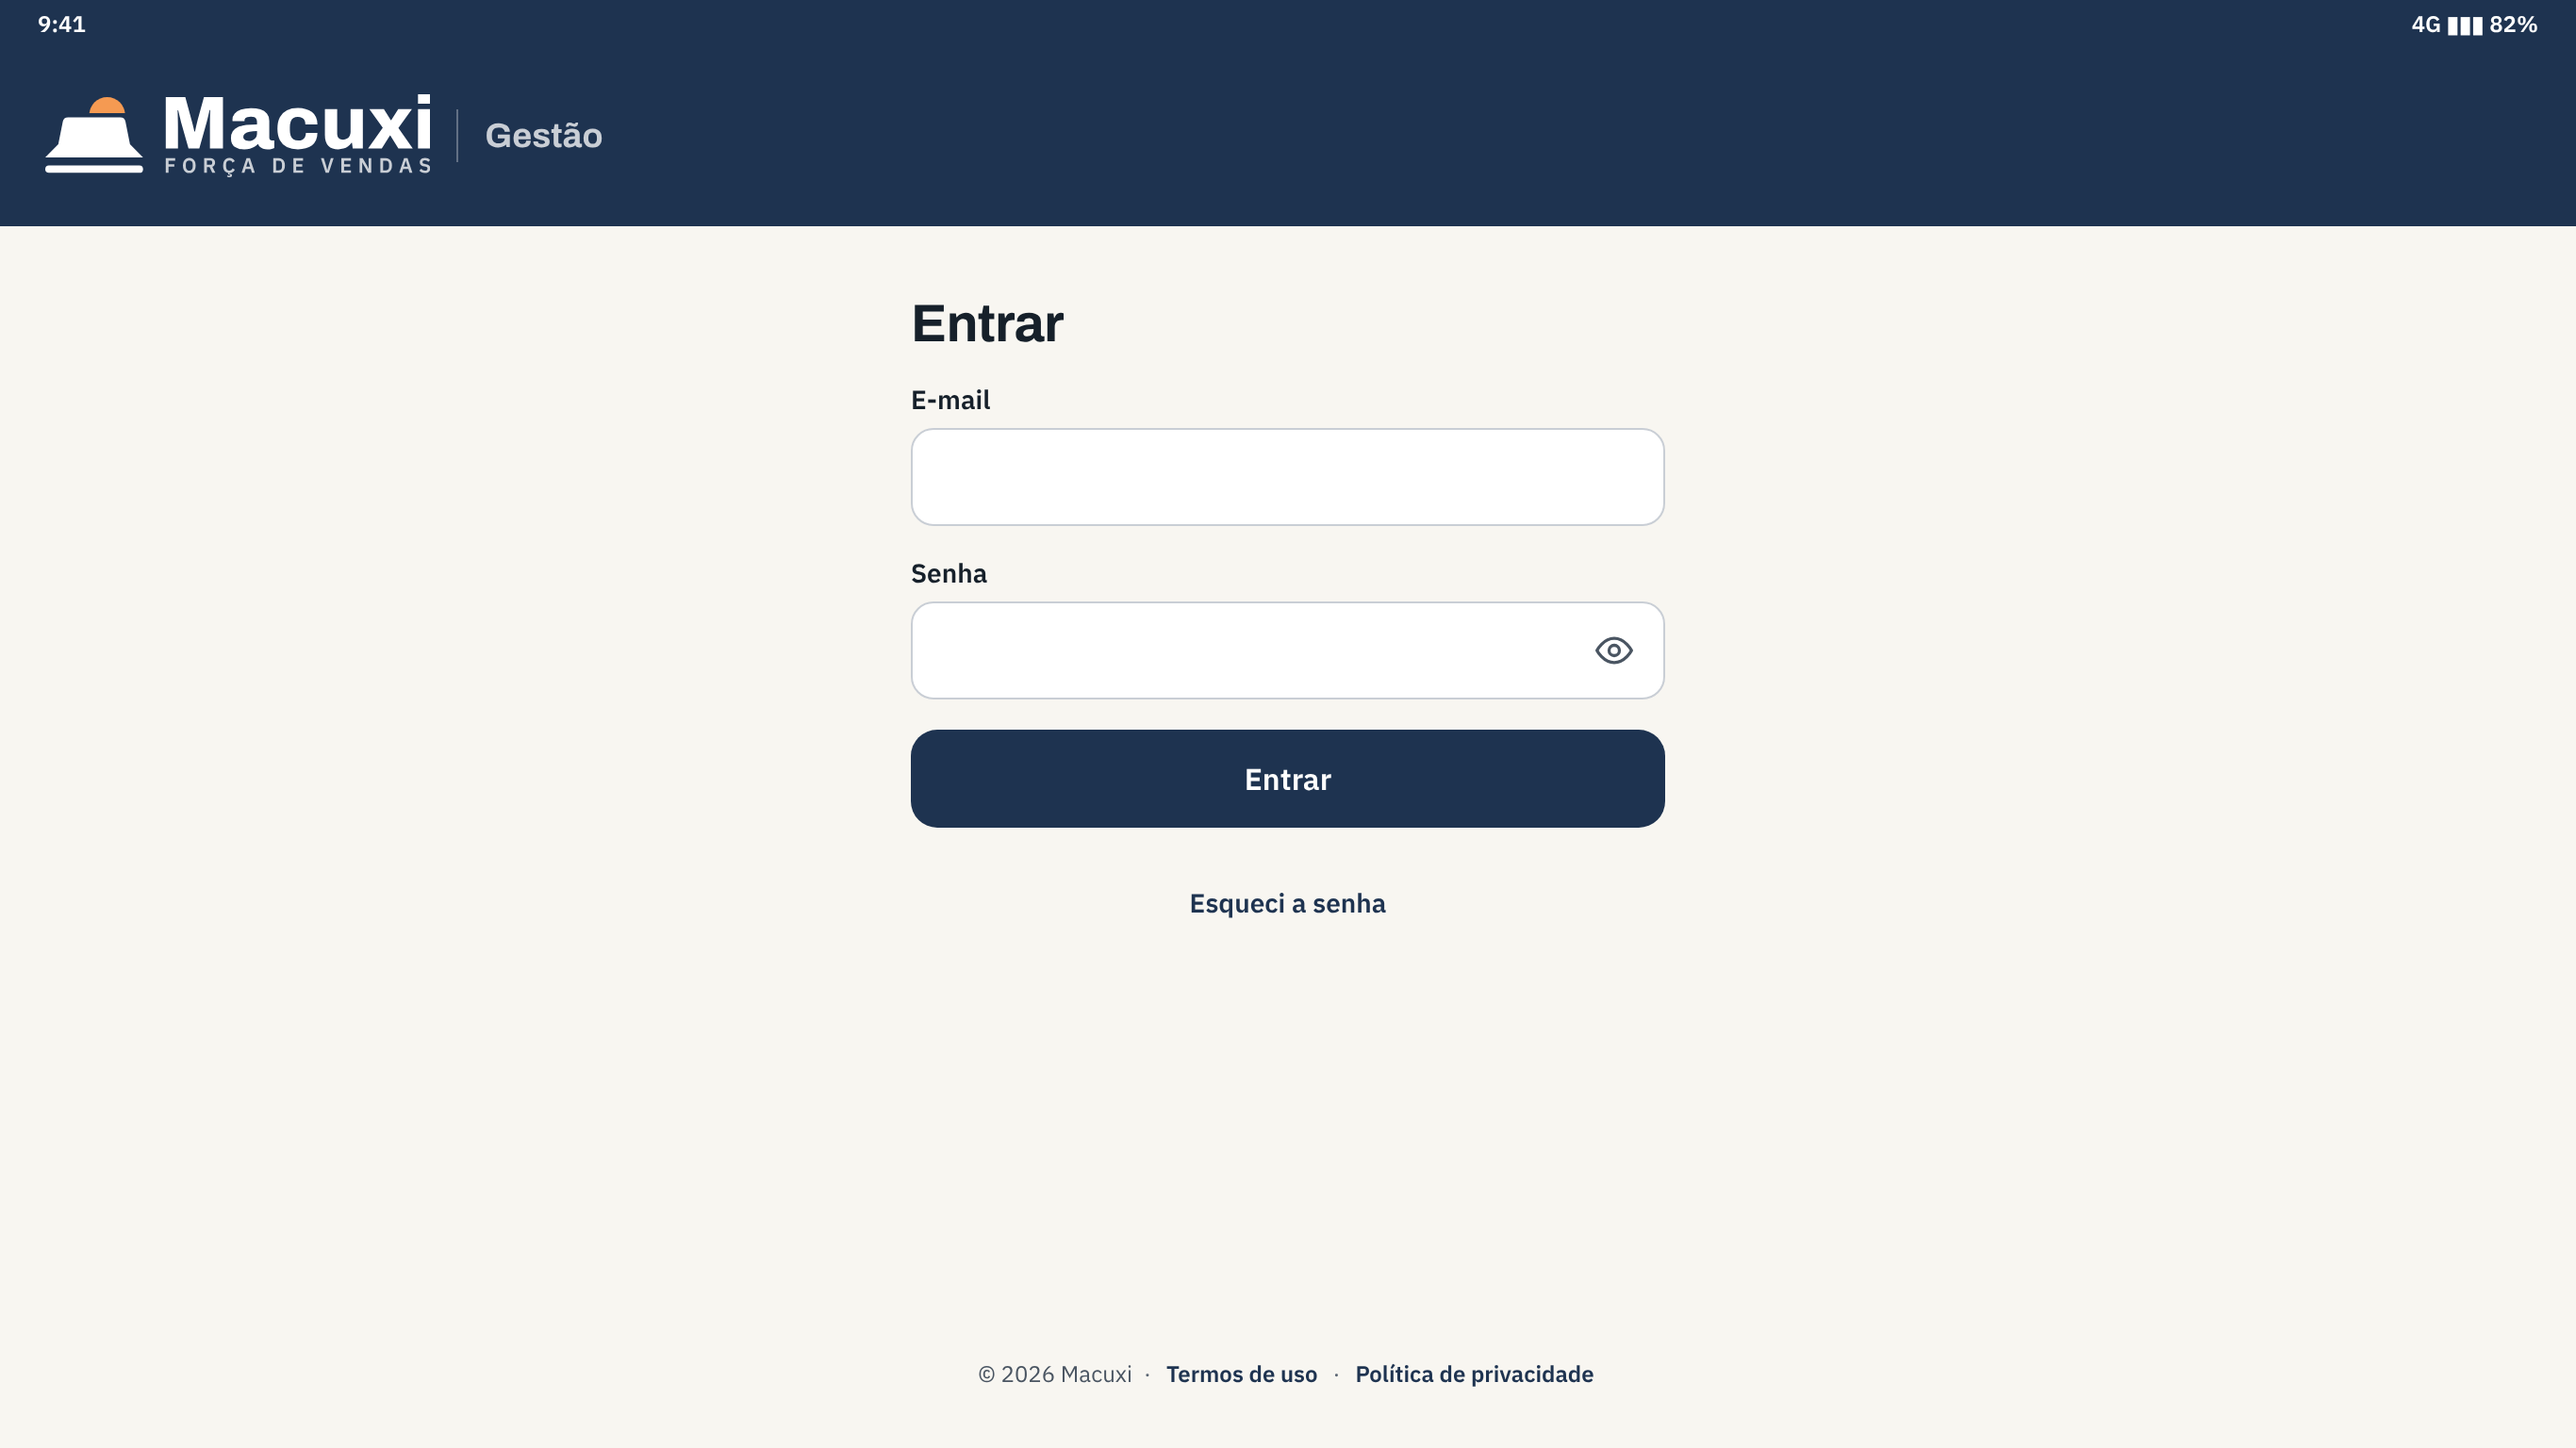 9:41
4G 82%
Macuxi
FORÇA DE VENDAS
Gestão
Entrar
E-mail
Senha
Entrar
Esqueci a senha
© 2026 Macuxi · Termos de uso · Política de privacidade